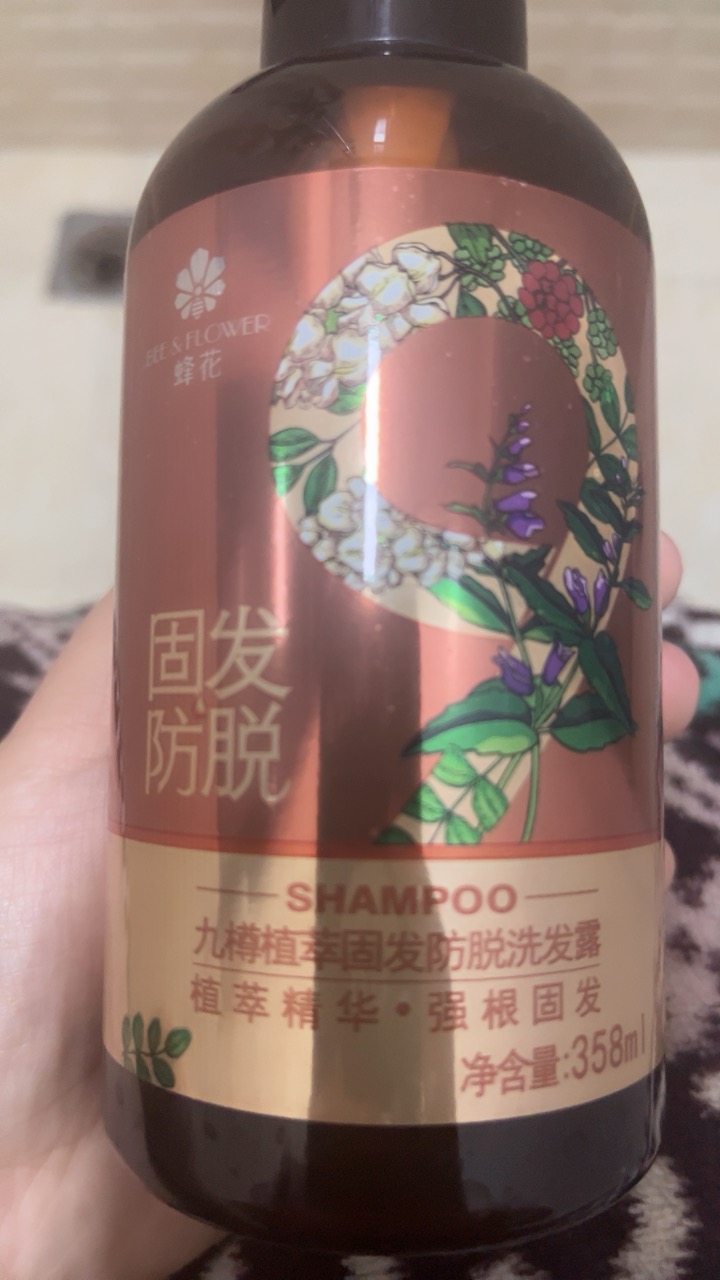 BEE & FLOWER
蜂花
固发
防脱
SHAMPOO
九樽植萃固发防脱洗发露
植萃精华•强根固发
净含量:358ml